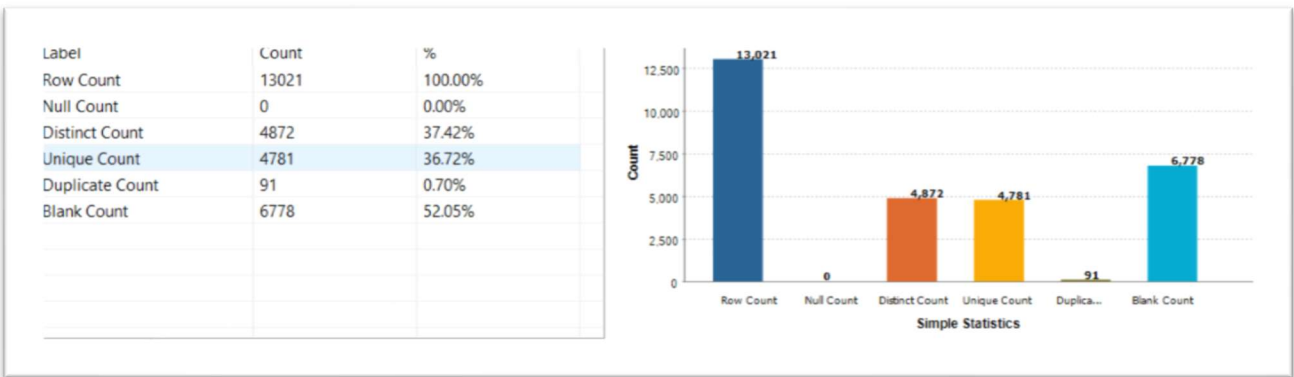 Label Count %
Row Count 13021 100.00%
Null Count 0 0.00%
Distinct Count 4872 37.42%
Unique Count 4781 36.72%
Duplicate Count 91 0.70%
Blank Count 6778 52.05%
Count
12.500
10,000
7.500
5,000
2.500
0
13,021
0
4,872
4,781
91
6,778
Row Count Null Count Distinct Count Unique Count Duplica... Blank Count
Simple Statistics